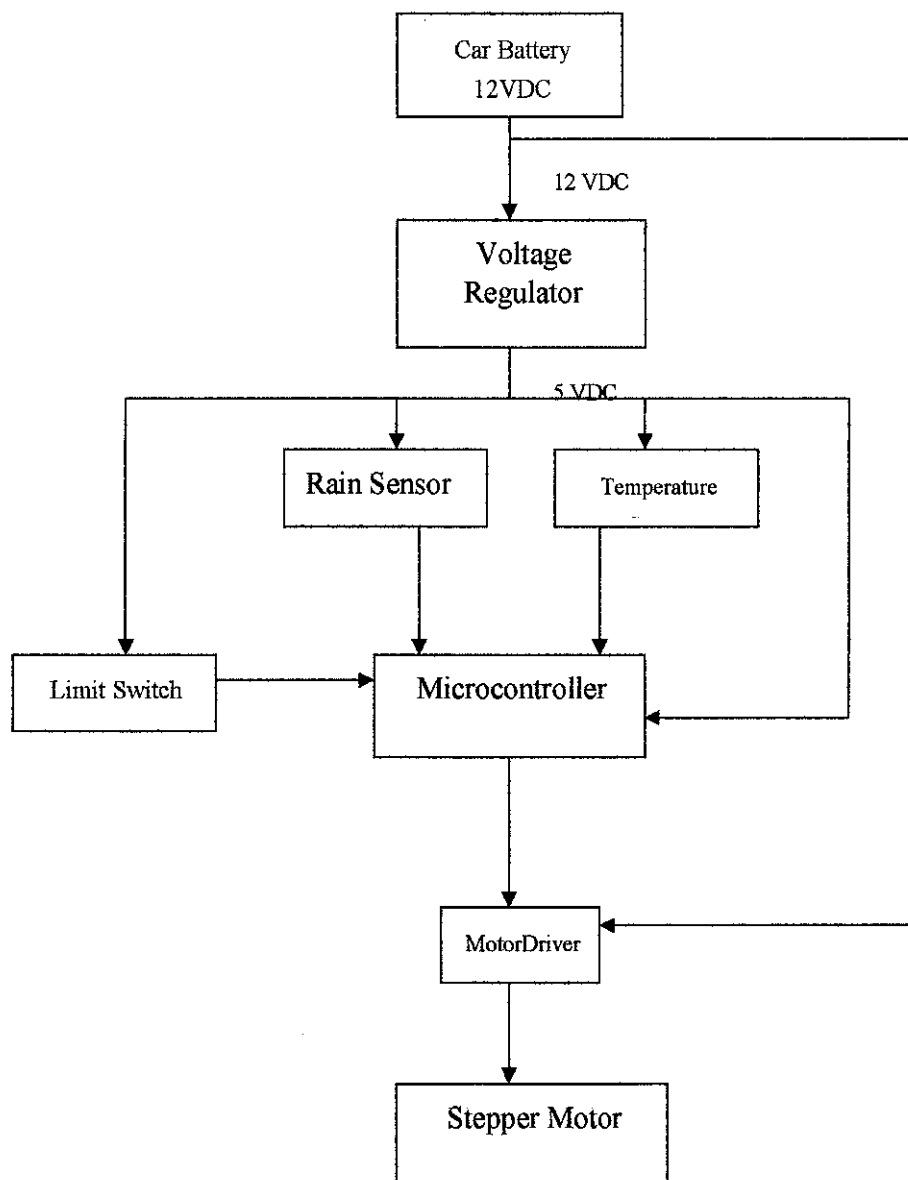 Car Battery
12VDC
12 VDC
Voltage
Regulator
5 VDC
Rain Sensor
Temperature
Limit Switch
Microcontroller
MotorDriver
Stepper Motor